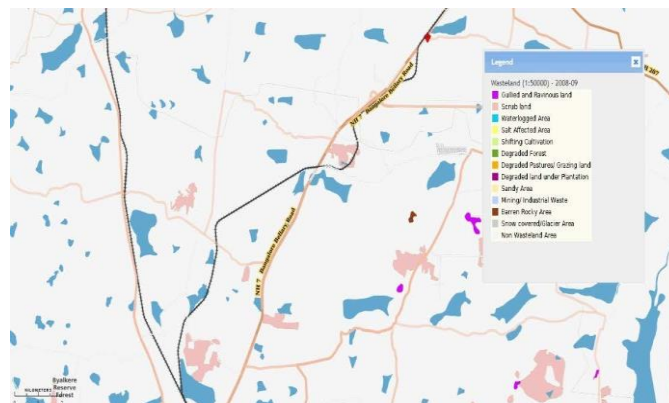 NH 7 Bangalore Bellary Road
H 207
Legend
Wasteland [1:50000] - 2008-09
Gullied and Ravinous land
Scrub land
Waterlogged Area
Salt Affected Area
Shifting Cultivation
Degraded Forest
Degraded Pastures/ Grazing land
Degraded land under Plantation
Sandy Area
Mining/ Industrial Waste
Barren Rocky Area
Snow covered/Glacier Area
Non Wasteland Area
NH 7 Bangalore Bellary Road
Byalkere
Reserve
Forest